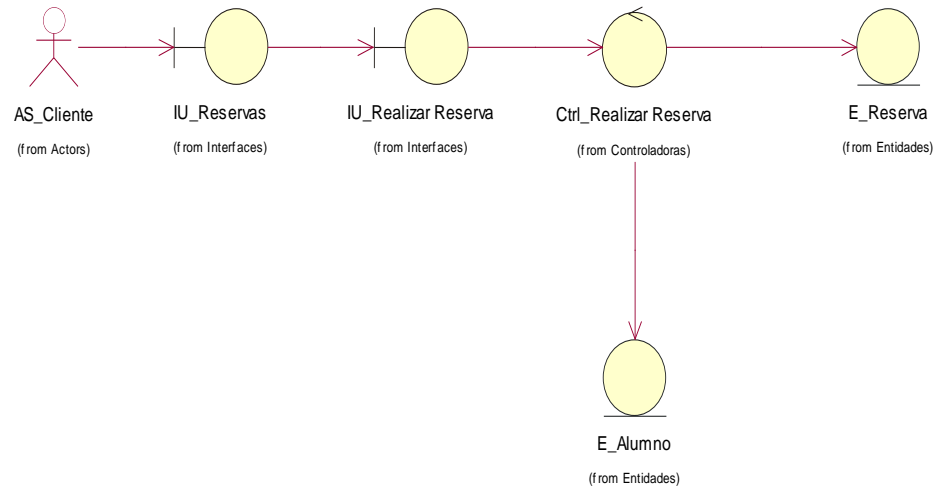 AS_Cliente
(from Actors)
IU_Reservas
(from Interfaces)
IU_Realizar Reserva
(from Interfaces)
Ctrl_Realizar Reserva
(from Controladoras)
E_Reserva
(from Entidades)
E_Alumno
(from Entidades)